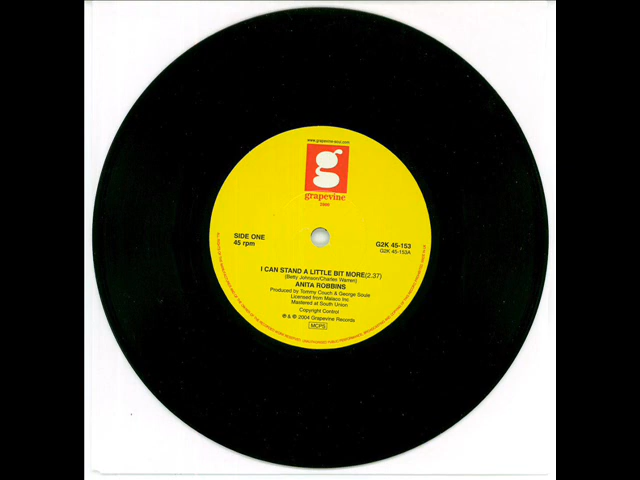 www.grapevine-soul.com
g
grapevine
2000
SIDE ONE
45 rpm
G2K 45-153
G2K 45-153A
I CAN STAND A LITTLE BIT MORE(2.37)
(Betty Johnson/Charles Warren)
ANITA ROBBINS
Produced by Tommy Couch & George Soule
Licensed from Malaco Inc
Mastered at South Union
Copyright Control
℗ & © 2004 Grapevine Records
MCPS